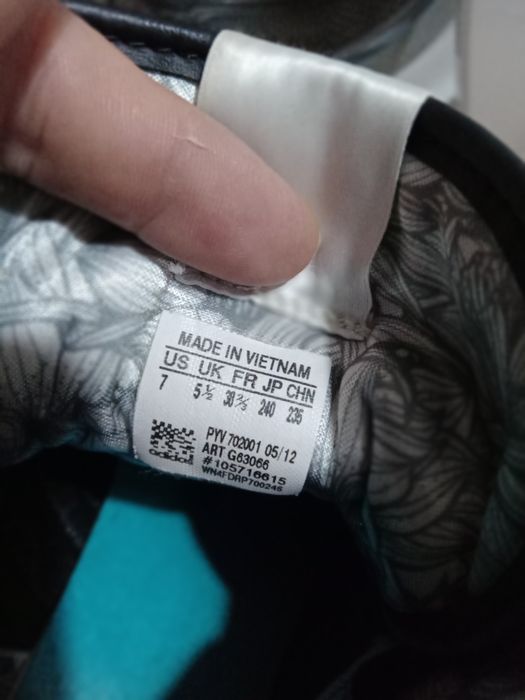 MADE IN VIETNAM
US UK FR JP CHN
7 5½ 38⅔ 240 235
PYV 702001 05/12
ART G63066
#105716615
adidas
WN4FDRP700246